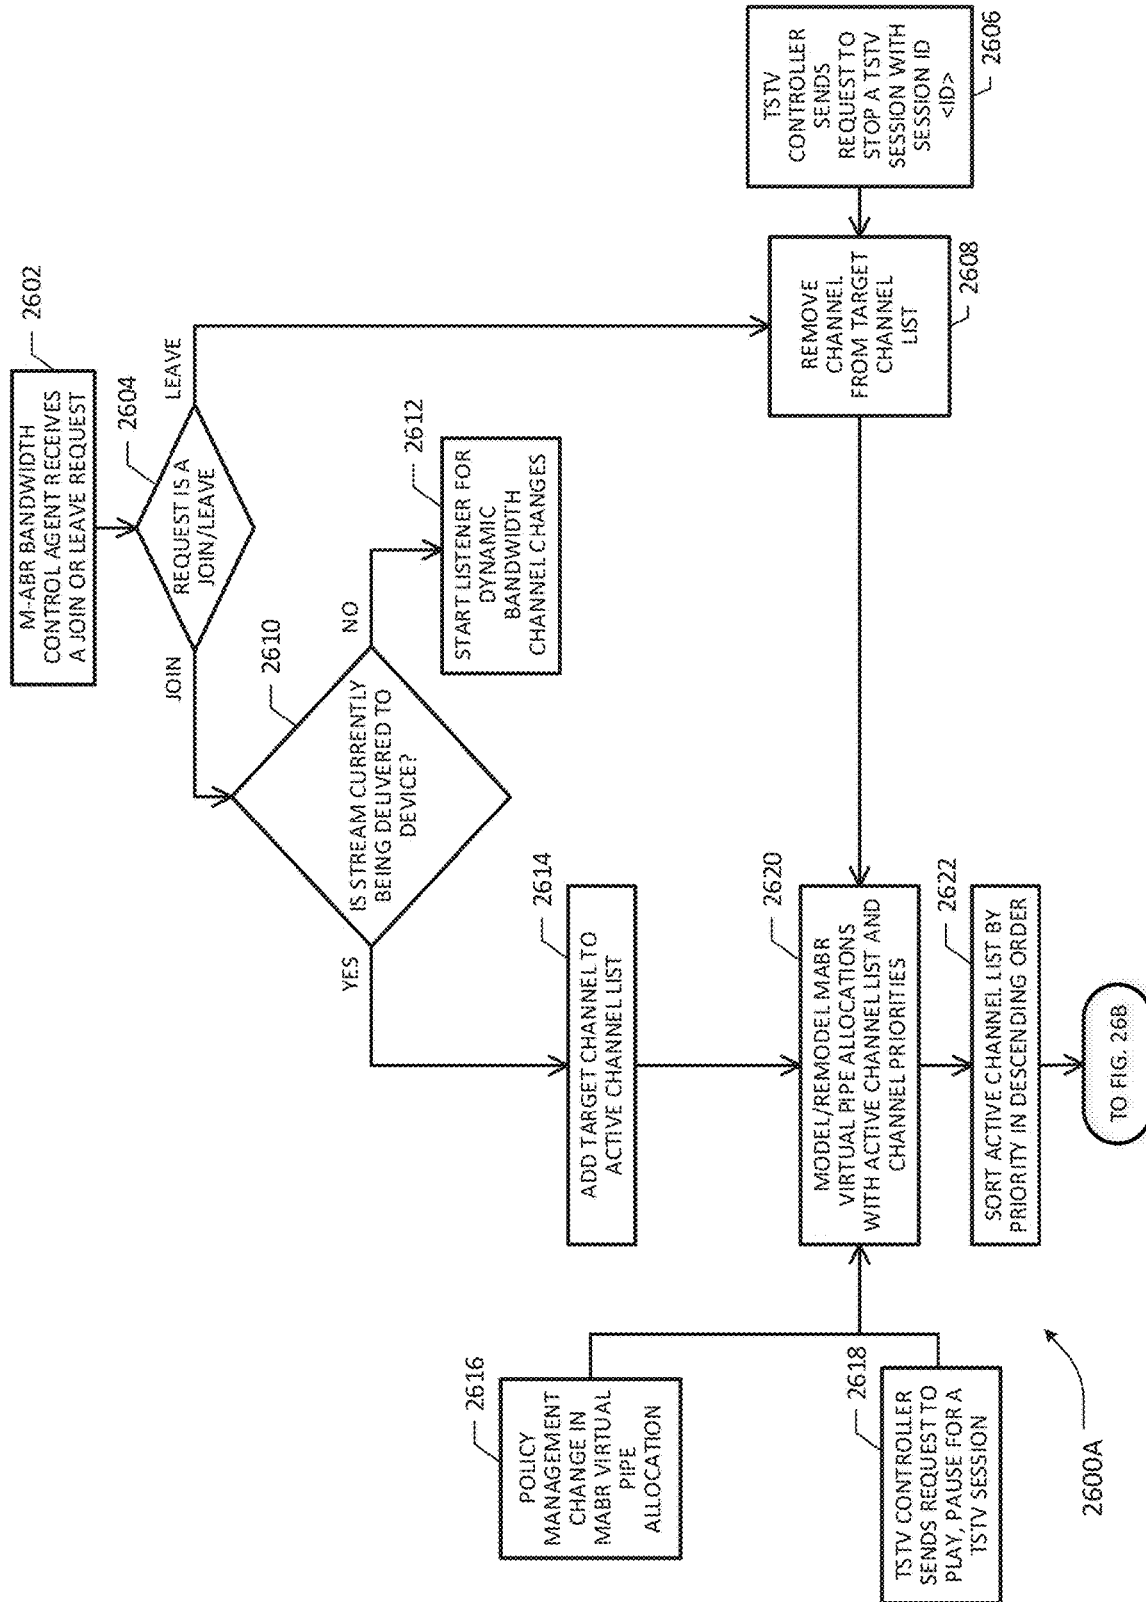 M-ABR BANDWIDTH
CONTROL AGENT RECEIVES
A JOIN OR LEAVE REQUEST
2602
2604
REQUEST IS A
JOIN/LEAVE
JOIN
LEAVE
2610
IS STREAM CURRENTLY
BEING DELIVERED TO
DEVICE?
YES
NO
2612
START LISTENER FOR
DYNAMIC
BANDWIDTH
CHANNEL CHANGES
2614
ADD TARGET CHANNEL TO
ACTIVE CHANNEL LIST
TSTV
CONTROLLER
SENDS
REQUEST TO
STOP A TSTV
SESSION WITH
SESSION ID
<ID>
2606
REMOVE
CHANNEL
FROM TARGET
CHANNEL
LIST
2608
POLICY
MANAGEMENT
CHANGE IN
MABR VIRTUAL
PIPE
ALLOCATION
2616
2618
TSTV CONTROLLER
SENDS REQUEST TO
PLAY, PAUSE FOR A
TSTV SESSION
2620
MODEL/REMODEL MABR
VIRTUAL PIPE ALLOCATIONS
WITH ACTIVE CHANNEL LIST AND
CHANNEL PRIORITIES
2622
SORT ACTIVE CHANNEL LIST BY
PRIORITY IN DESCENDING ORDER
TO FIG. 26B
2600A